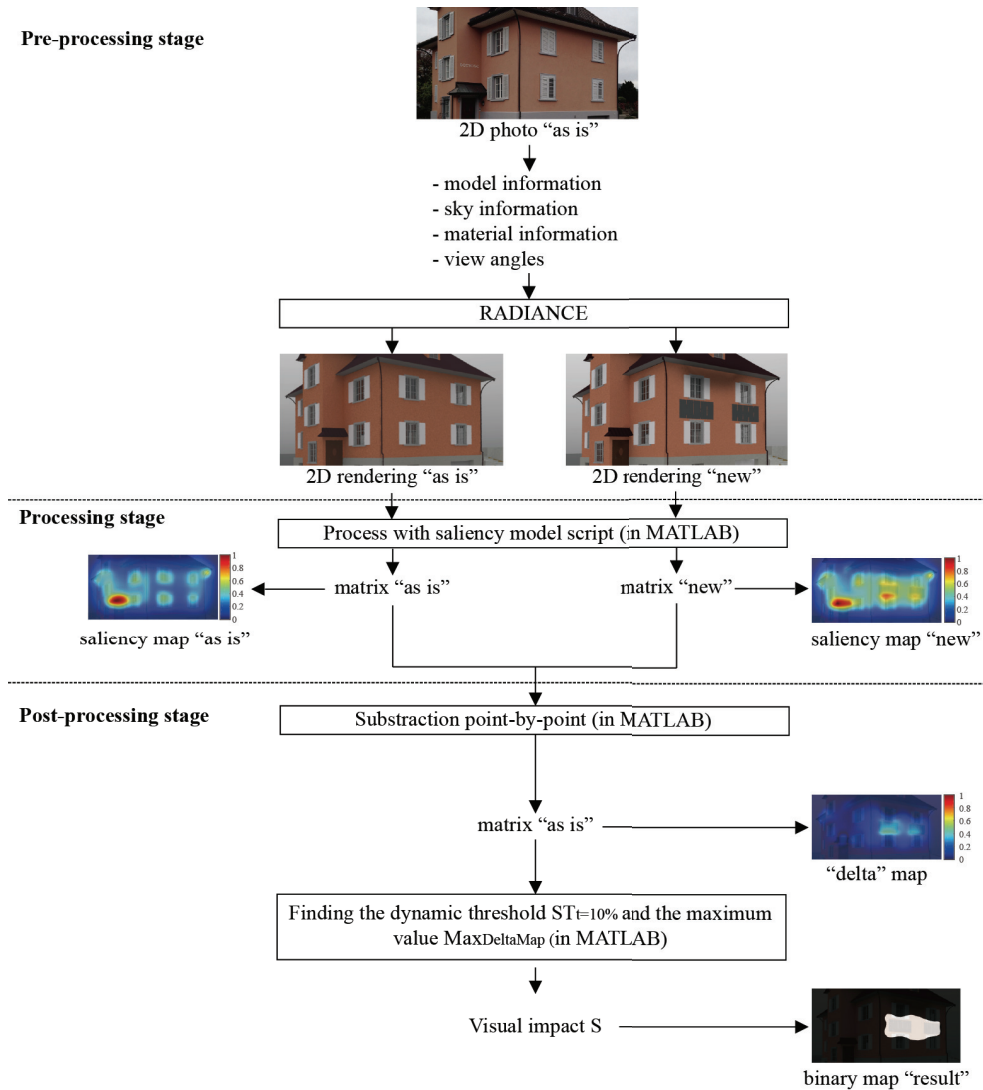 Pre-processing stage
2D photo “as is”
- model information
- sky information
- material information
- view angles
RADIANCE
2D rendering “as is”
2D rendering “new”
Processing stage
Process with saliency model script (in MATLAB)
1
0.8
0.6
0.4
0.2
0
matrix “as is”
matrix “new”
1
0.8
0.6
0.4
0.2
0
saliency map “as is”
saliency map “new”
Post-processing stage
Substraction point-by-point (in MATLAB)
matrix “as is”
1
0.8
0.6
0.4
0.2
0
“delta” map
Finding the dynamic threshold STt=10% and the maximum
value MaxDeltaMap (in MATLAB)
Visual impact S
binary map “result”